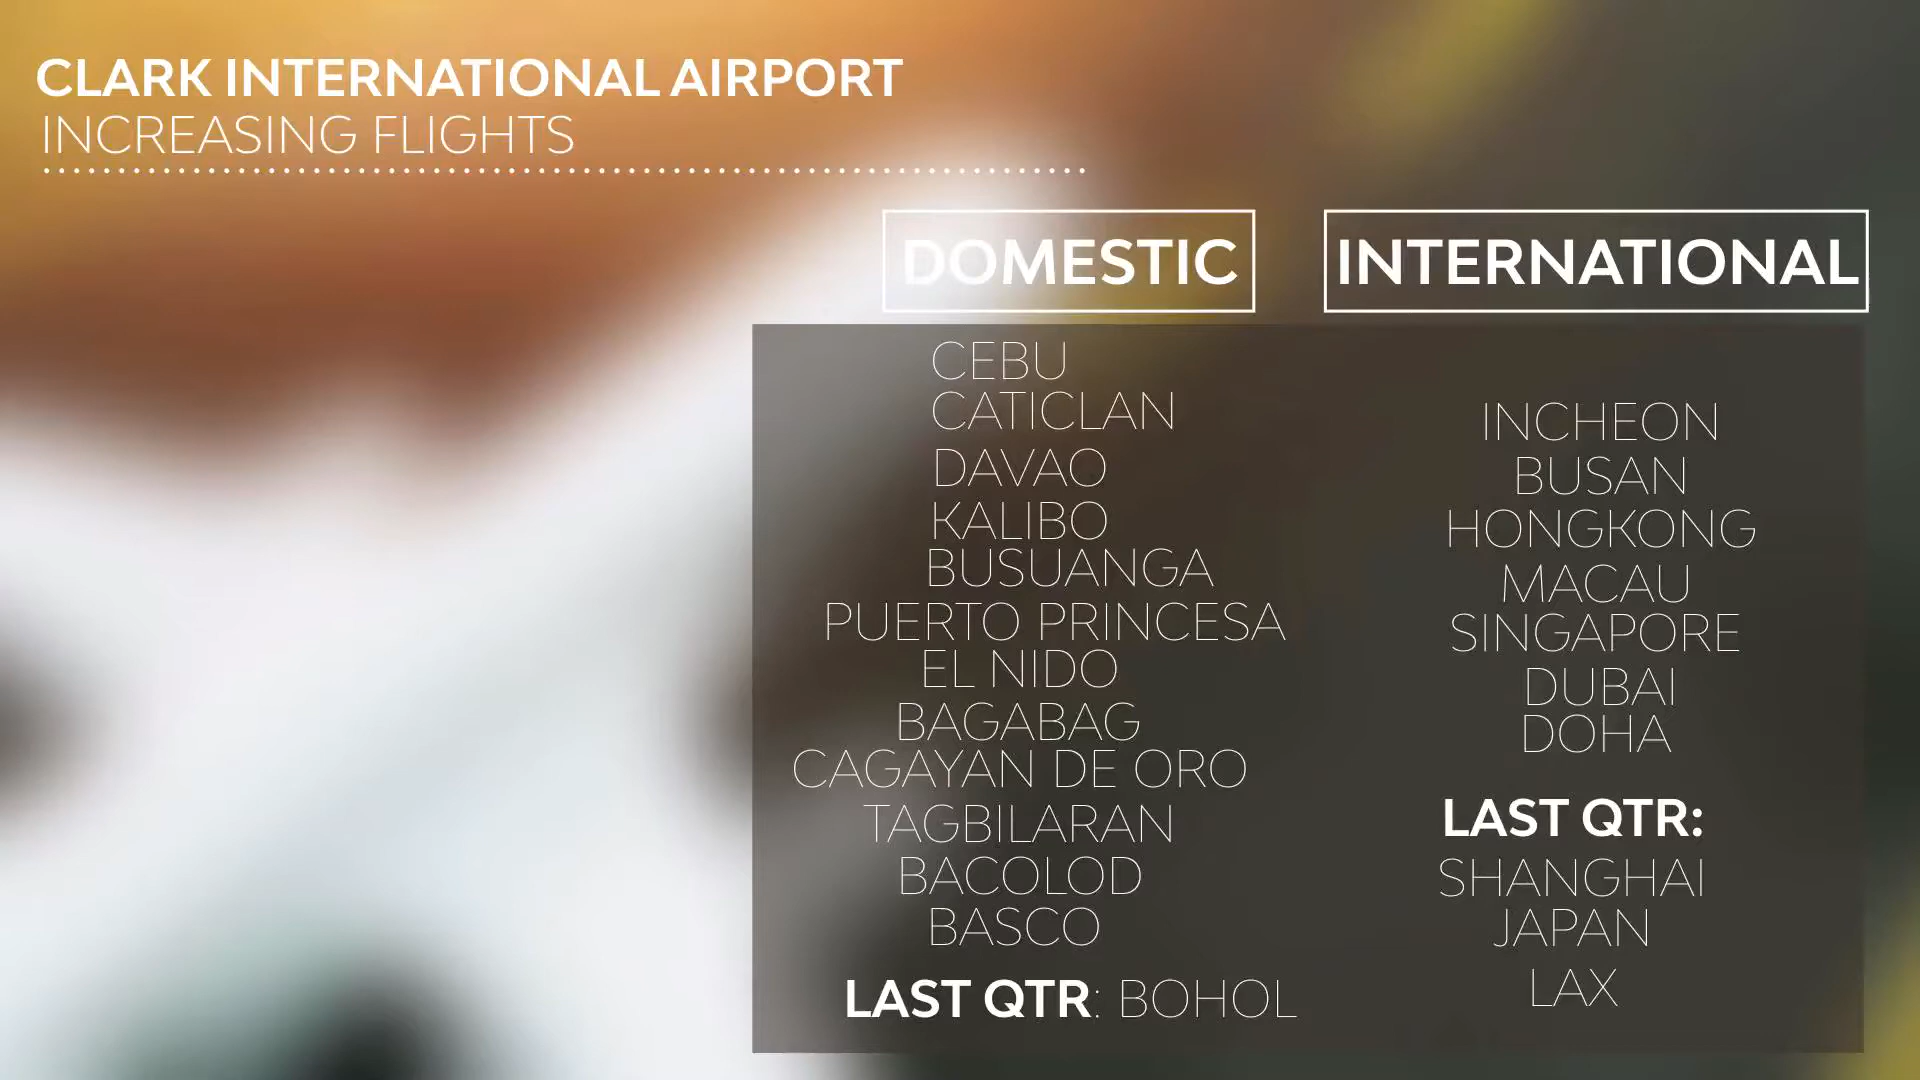 CLARK INTERNATIONAL AIRPORT
INCREASING FLIGHTS
DOMESTIC
CEBU
CATICLAN
DAVAO
KALIBO
BUSUANGA
PUERTO PRINCESA
EL NIDO
BAGABAG
CAGAYAN DE ORO
TAGBILARAN
BACOLOD
BASCO
LAST QTR: BOHOL
INTERNATIONAL
INCHEON
BUSAN
HONGKONG
MACAU
SINGAPORE
DUBAI
DOHA
LAST QTR:
SHANGHAI
JAPAN
LAX